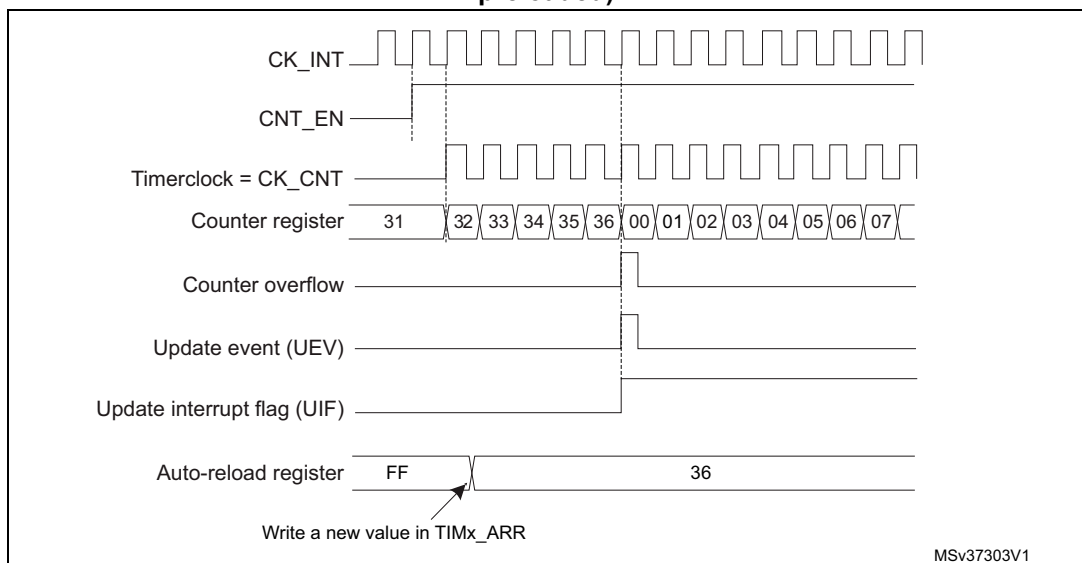 CK_INT
CNT_EN
Timerclock = CK_CNT
Counter register 31 32 33 34 35 36 00 01 02 03 04 05 06 07
Counter overflow
Update event (UEV)
Update interrupt flag (UIF)
Auto-reload register FF 36
Write a new value in TIMx_ARR
MSv37303V1